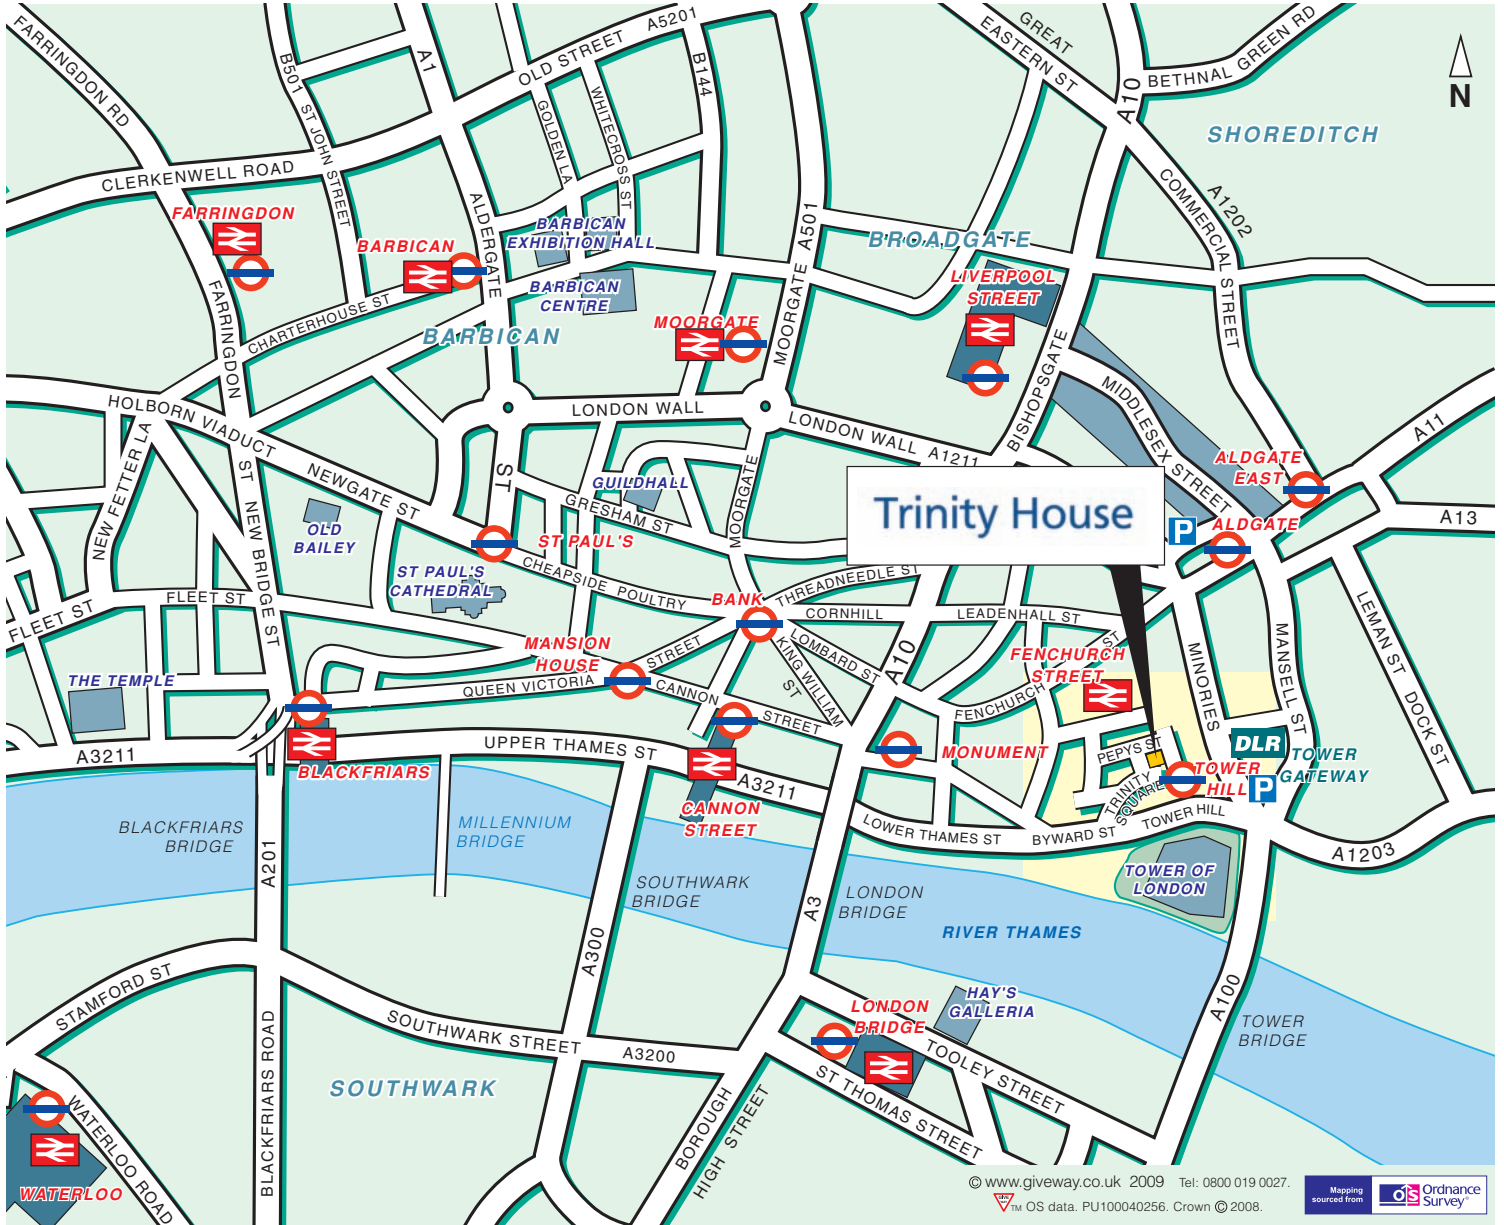 FARRINGDON RD
B501
ST JOHN STREET
A1
OLD STREET
A5201
B144
GOLDEN LA
WHITECROSS ST
GREAT
EASTERN ST
A10
BETHNAL GREEN RD
N
SHOREDITCH
CLERKENWELL ROAD
FARRINGDON
BARBICAN
ALDERGATE
BARBICAN
EXHIBITION HALL
BARBICAN
CENTRE
A501
BROADGATE
COMMERCIAL STREET
A1202
LIVERPOOL
STREET
FARRINGDON
CHARTERHOUSE ST
BARBICAN
MOORGATE
MOORGATE
BISHOPSGATE
MIDDLESEX STREET
HOLBORN VIADUCT
LONDON WALL
LONDON WALL
A1211
A11
ALDGATE
EAST
ST
NEW FETTER LA
NEWGATE ST
ST
GUILDHALL
MOORGATE
GRESHAM ST
Trinity House
P
ALDGATE
A13
OLD
BAILEY
NEW BRIDGE ST
ST PAUL'S
ST PAUL'S
CATHEDRAL
CHEAPSIDE
POULTRY
THREADNEEDLE ST
BANK
CORNHILL
LEADENHALL ST
FLEET ST
FLEET ST
MANSION
HOUSE
STREET
LOMBARD ST
KING WILLIAM
ST
A10
FENCHURCH
STREET
FENCHURCH
ST
MINORIES
MANSELL ST
LEMAN ST
DOCK ST
THE TEMPLE
QUEEN VICTORIA
CANNON
STREET
MONUMENT
PEPYS ST
DLR
TOWER
GATEWAY
A3211
BLACKFRIARS
UPPER THAMES ST
A3211
CANNON
STREET
TRINITY
SQUARE
TOWER
HILL
P
LOWER THAMES ST
BYWARD ST
TOWER HILL
A1203
BLACKFRIARS
BRIDGE
A201
MILLENNIUM
BRIDGE
SOUTHWARK
BRIDGE
A3
LONDON
BRIDGE
TOWER OF
LONDON
RIVER THAMES
A300
STAMFORD ST
SOUTHWARK STREET
A3200
LONDON
BRIDGE
HAY'S
GALLERIA
A100
TOWER
BRIDGE
TOOLEY STREET
ST THOMAS STREET
SOUTHWARK
BLACKFRIARS ROAD
BOROUGH
HIGH STREET
WATERLOO ROAD
WATERLOO
© www.giveway.co.uk 2009 Tel: 0800 019 0027.
TM OS data. PU100040256. Crown © 2008.
Mapping
sourced from
OS
Ordnance
Survey®